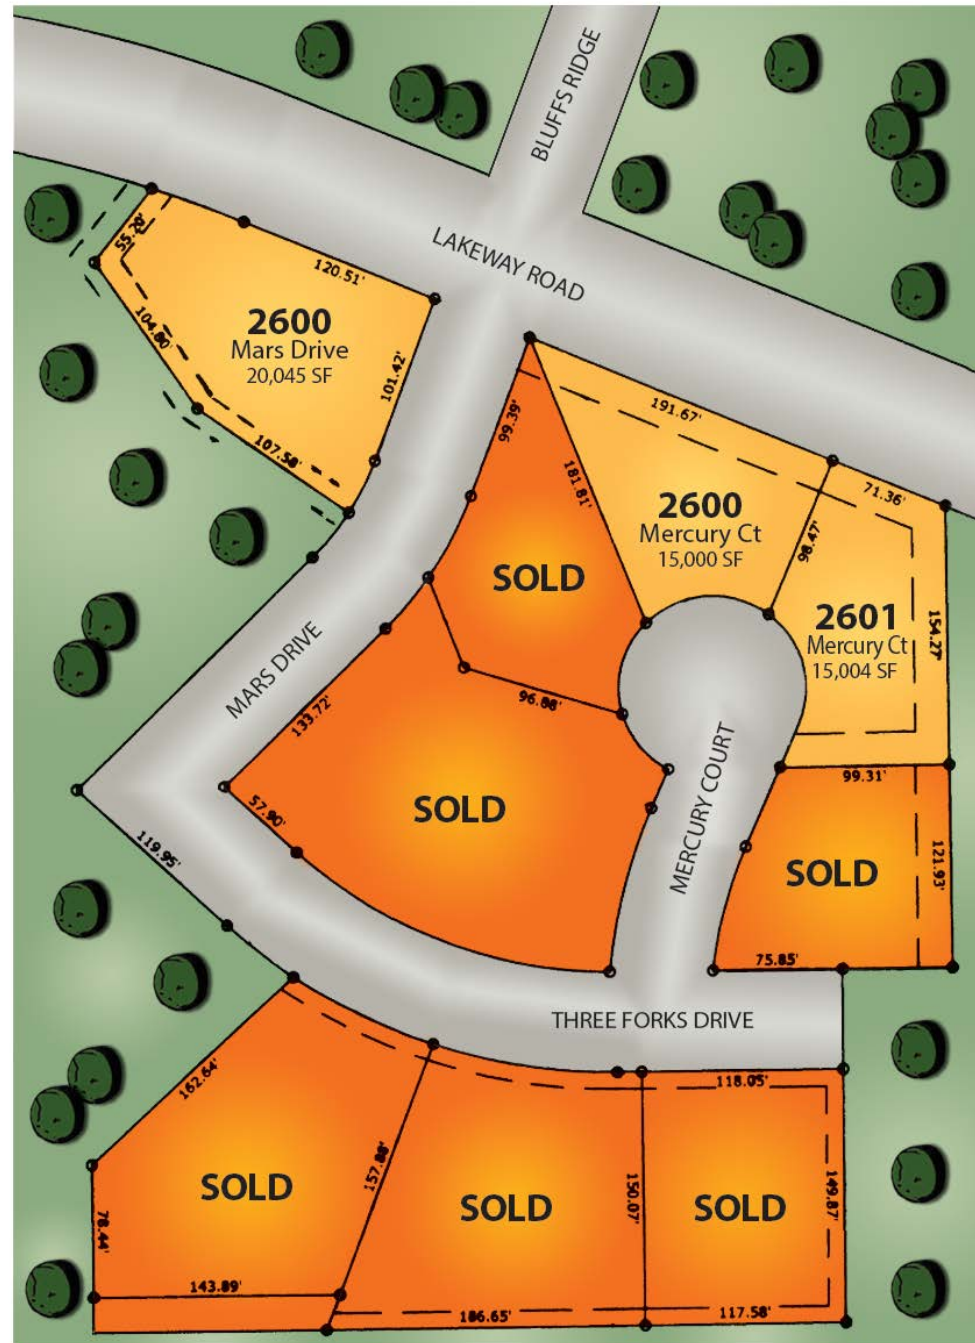 BLUFFS RIDGE
LAKEWAY ROAD
55.20'
120.51'
2600
Mars Drive
20,045 SF
104.80'
101.42'
107.58'
99.39'
181.81'
191.67'
71.36'
2600
Mercury Ct
15,000 SF
98.47'
2601
Mercury Ct
15,004 SF
154.27'
SOLD
MARS DRIVE
133.72'
96.88'
57.90'
SOLD
MERCURY COURT
99.31'
SOLD
121.93'
75.85'
119.95'
THREE FORKS DRIVE
162.64'
118.05'
SOLD
157.88'
SOLD
150.07'
SOLD
149.87'
78.44'
143.89'
186.65'
117.58'